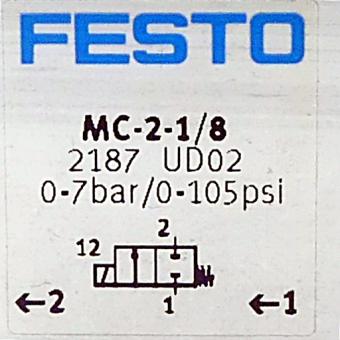 FESTO
MC-2-1/8
2187 UD02
0-7bar/0-105psi
2
12
1
←2 ←1